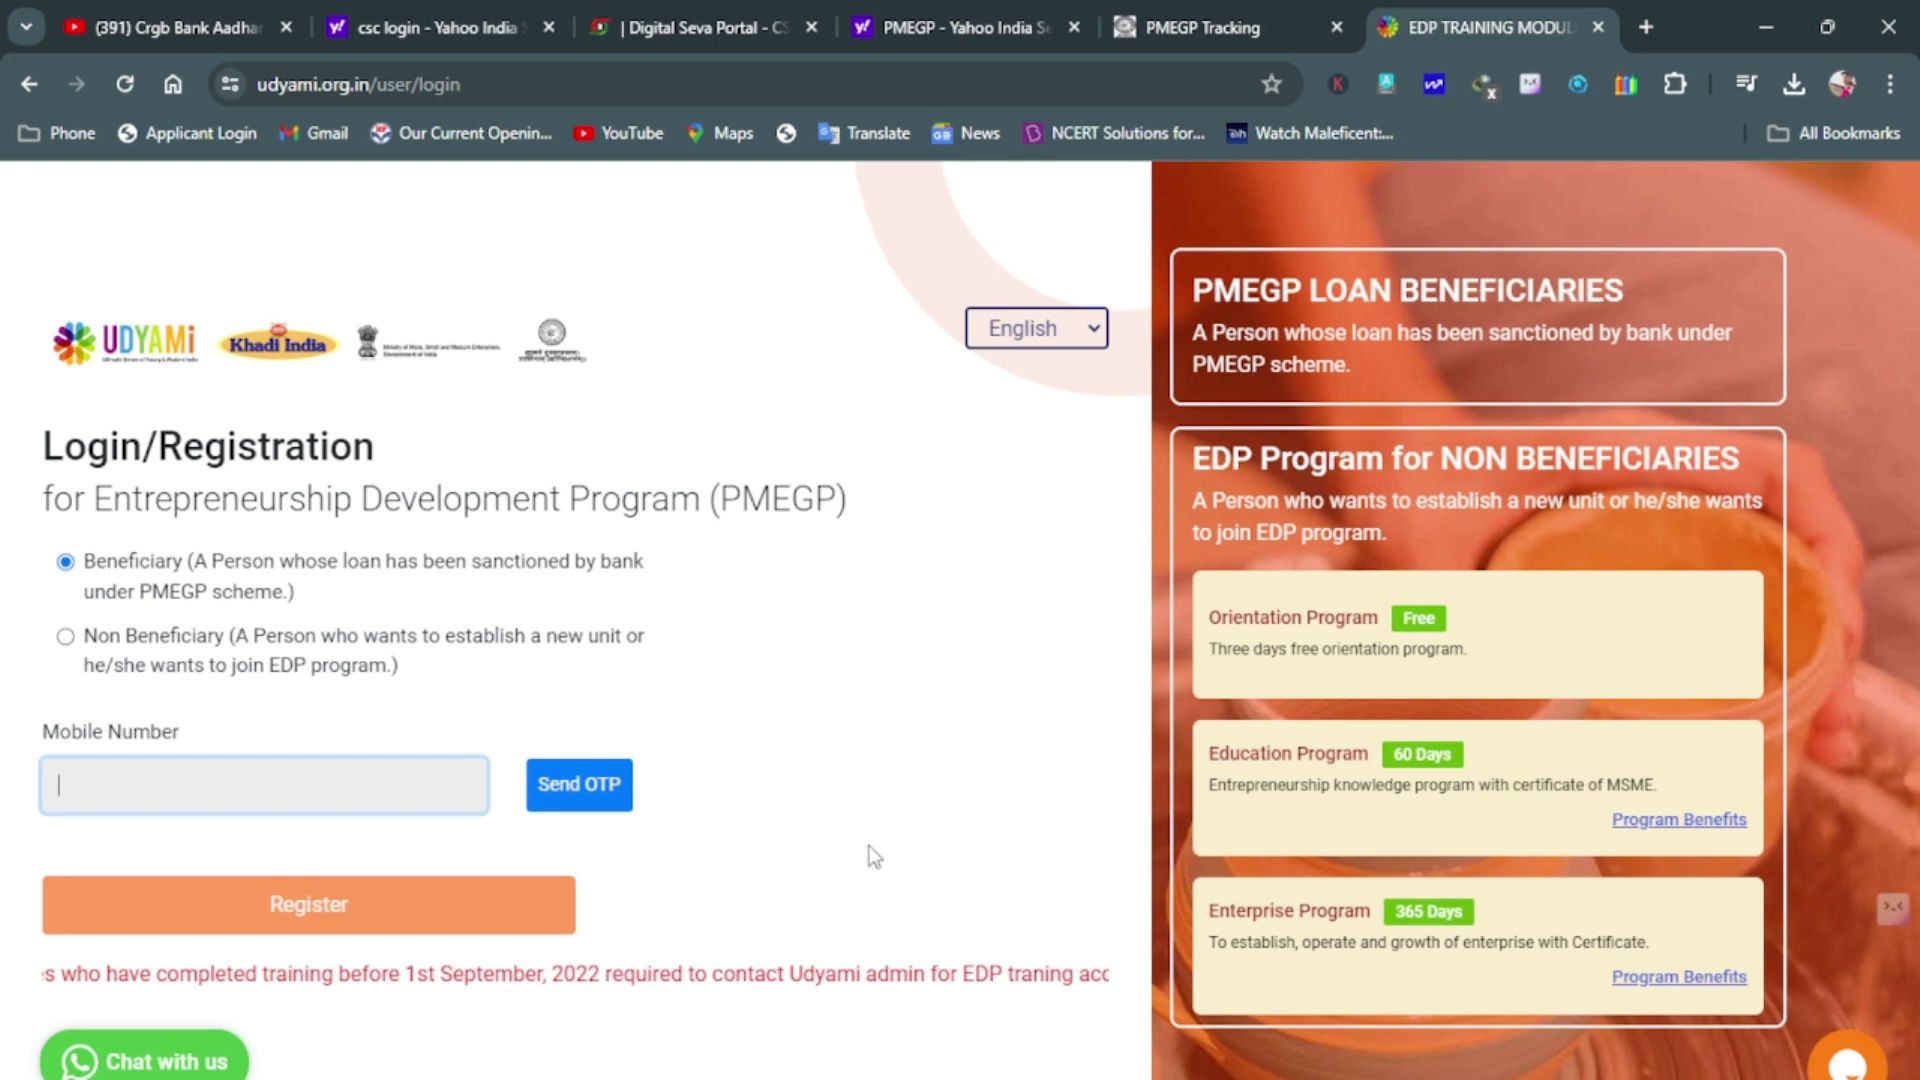 (391) Crgb Bank Aadhar
csc login - Yahoo India S
| Digital Seva Portal - CS
PMEGP - Yahoo India Se
PMEGP Tracking
EDP TRAINING MODUL
udyami.org.in/user/login
Phone
Applicant Login
Gmail
Our Current Openin...
YouTube
Maps
Translate
News
NCERT Solutions for...
Watch Maleficent:...
All Bookmarks
UDYAMi
Khadi India
English
Login/Registration
for Entrepreneurship Development Program (PMEGP)
Beneficiary (A Person whose loan has been sanctioned by bank
under PMEGP scheme.)
Non Beneficiary (A Person who wants to establish a new unit or
he/she wants to join EDP program.)
Mobile Number
Send OTP
Register
s who have completed training before 1st September, 2022 required to contact Udyami admin for EDP traning acc
Chat with us
PMEGP LOAN BENEFICIARIES
A Person whose loan has been sanctioned by bank under
PMEGP scheme.
EDP Program for NON BENEFICIARIES
A Person who wants to establish a new unit or he/she wants
to join EDP program.
Orientation Program Free
Three days free orientation program.
Education Program 60 Days
Entrepreneurship knowledge program with certificate of MSME.
Program Benefits
Enterprise Program 365 Days
To establish, operate and growth of enterprise with Certificate.
Program Benefits